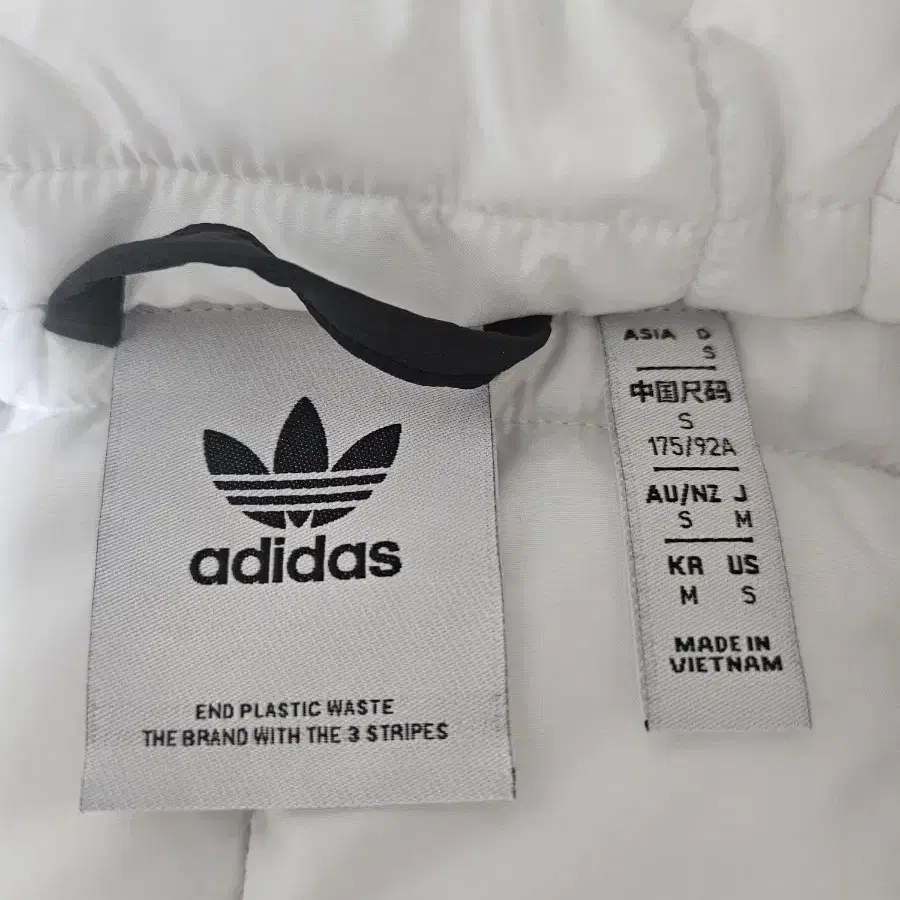 adidas
END PLASTIC WASTE
THE BRAND WITH THE 3 STRIPES
ASIA D
S
中国尺码
S
175/92A
AU/NZ J
S M
KR US
M S
MADE IN
VIETNAM